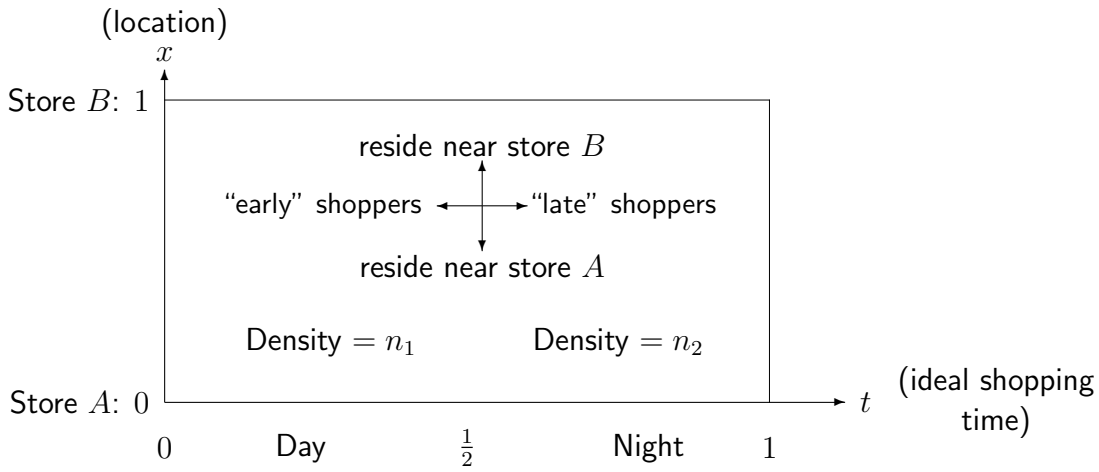 (location)
x
Store B: 1
reside near store B
“early” shoppers “late” shoppers
reside near store A
Density = n₁ Density = n₂
Store A: 0 t (ideal shopping
time)
0 Day 1/2 Night 1